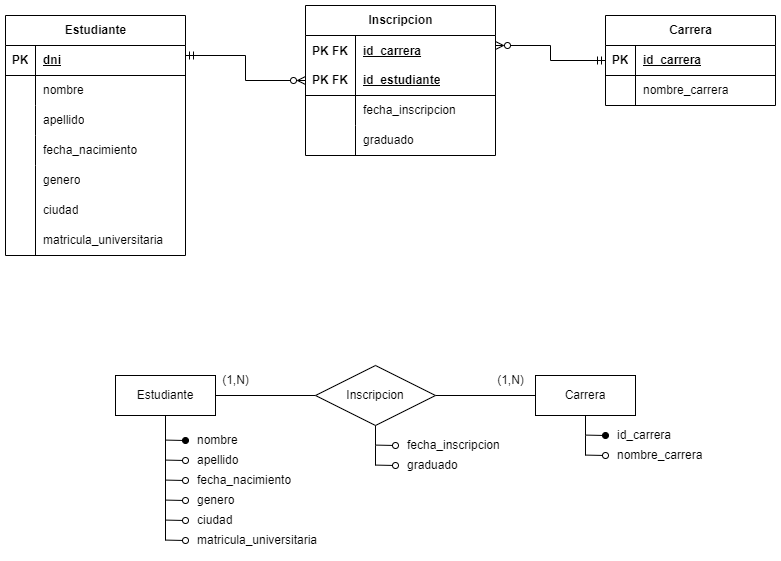 Estudiante
PK dni
nombre
apellido
fecha_nacimiento
genero
ciudad
matricula_universitaria
Inscripcion
PK FK id_carrera
PK FK id_estudiante
fecha_inscripcion
graduado
Carrera
PK id_carrera
nombre_carrera
Estudiante
(1,N)
Inscripcion
(1,N)
Carrera
nombre
apellido
fecha_nacimiento
genero
ciudad
matricula_universitaria
fecha_inscripcion
graduado
id_carrera
nombre_carrera